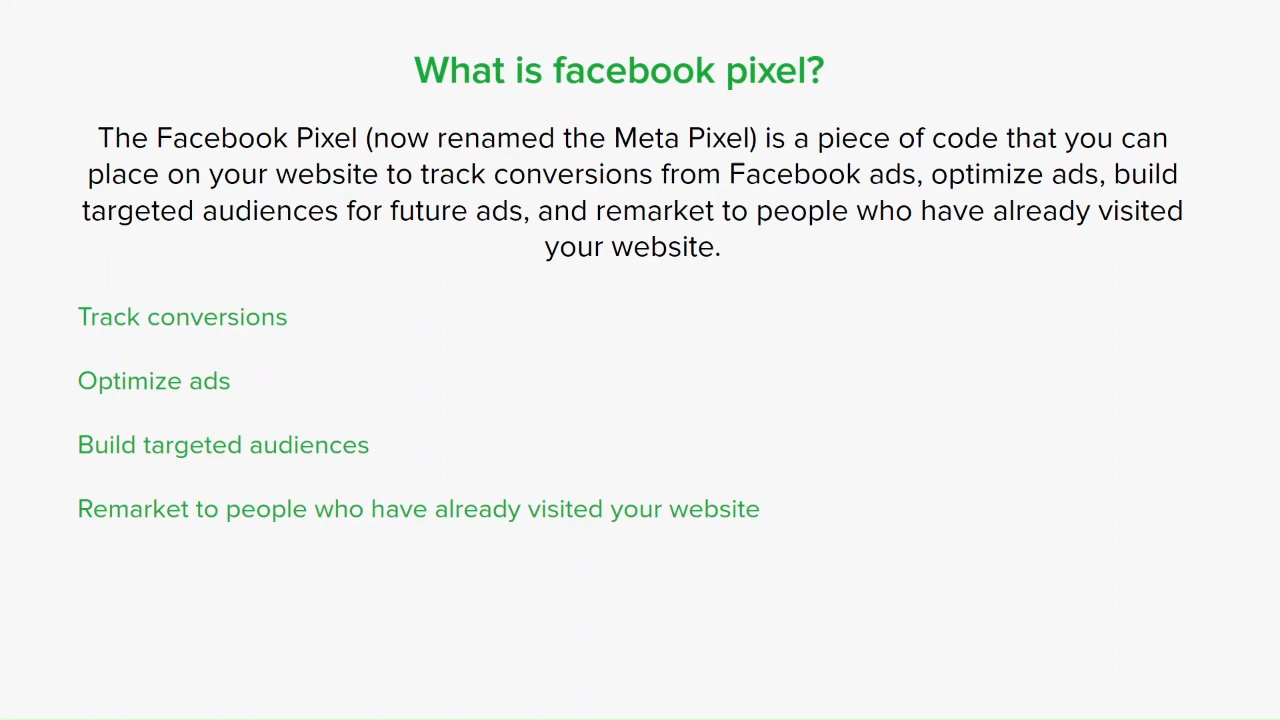 What is facebook pixel?
The Facebook Pixel (now renamed the Meta Pixel) is a piece of code that you can
place on your website to track conversions from Facebook ads, optimize ads, build
targeted audiences for future ads, and remarket to people who have already visited
your website.
Track conversions
Optimize ads
Build targeted audiences
Remarket to people who have already visited your website